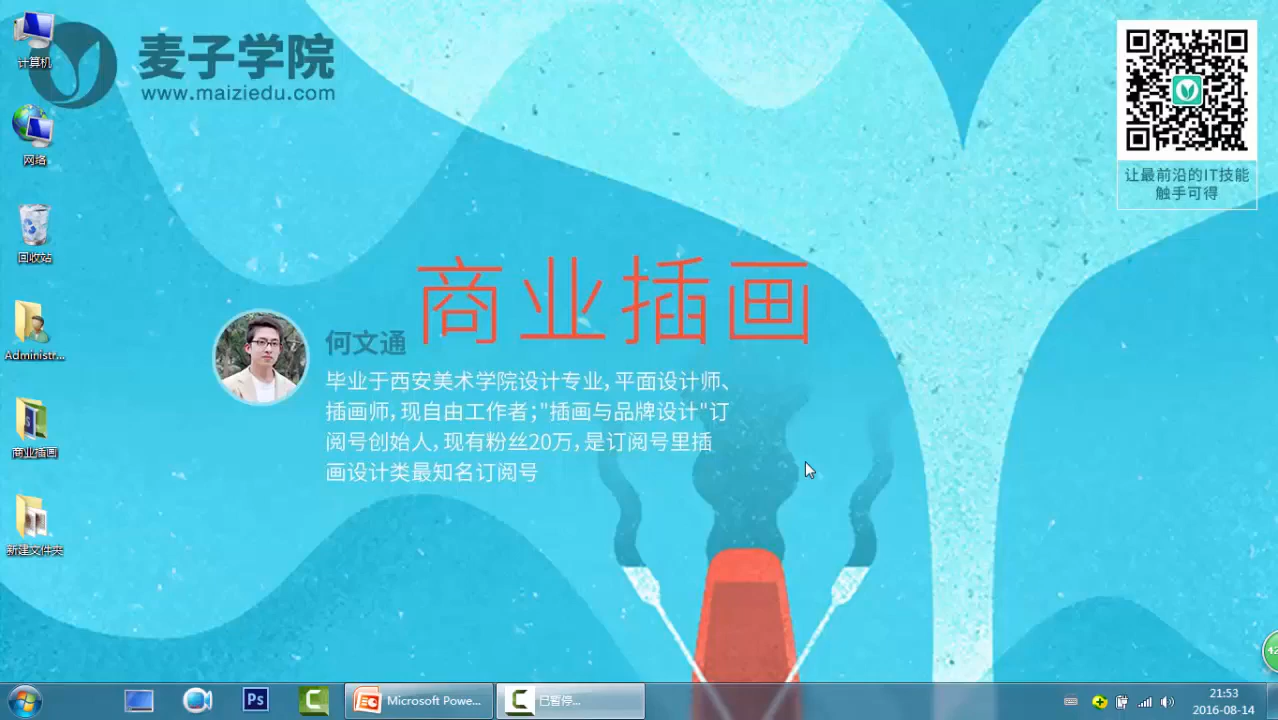 计算机
麦子学院
www.maiziedu.com
网络
回收站
Administr...
商业插画
新建文件夹
让最前沿的IT技能
触手可得
商业插画
何文通
毕业于西安美术学院设计专业,平面设计师、
插画师,现自由工作者;"插画与品牌设计"订
阅号创始人,现有粉丝20万,是订阅号里插
画设计类最知名订阅号
Ps
Microsoft Powe...
已暂停...
42
21:53
2016-08-14